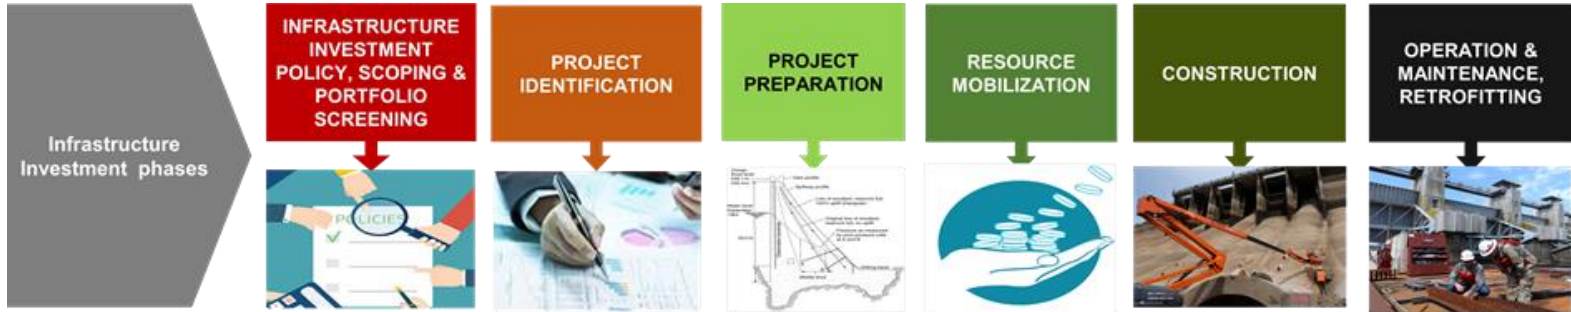 Infrastructure
Investment phases
INFRASTRUCTURE
INVESTMENT
POLICY, SCOPING &
PORTFOLIO
SCREENING
PROJECT
IDENTIFICATION
PROJECT
PREPARATION
RESOURCE
MOBILIZATION
CONSTRUCTION
OPERATION &
MAINTENANCE,
RETROFITTING
POLICIES